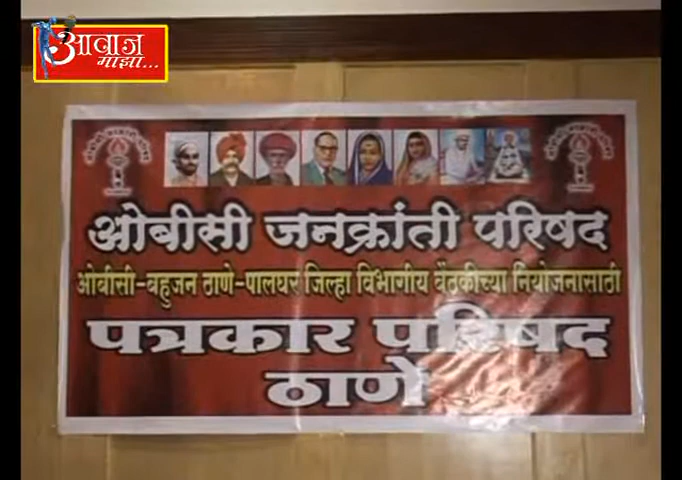 आवाज
माझा...
ओबीसी जनक्रांती परिषद
ओबीसी-बहुजन ठाणे-पालघर जिल्हा विभागीय बैठकीच्या नियोजनासाठी
पत्रकार परिषद
ठाणे